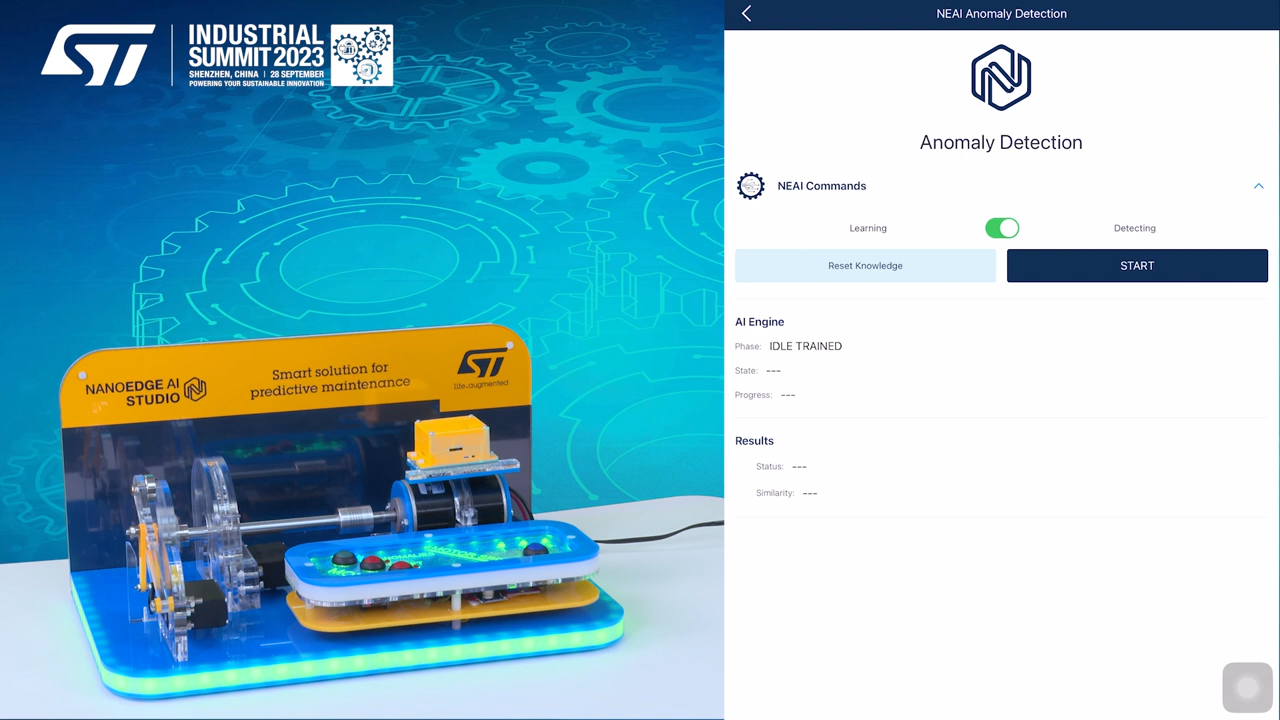 ST
INDUSTRIAL
SUMMIT 2023
SHENZHEN, CHINA | 28 SEPTEMBER
POWERING YOUR SUSTAINABLE INNOVATION
NANOEDGE AI
STUDIO
Smart solution for
predictive maintenance
ST
life.augmented
NEAI Anomaly Detection
Anomaly Detection
NEAI Commands
Learning
Detecting
Reset Knowledge
START
AI Engine
Phase: IDLE TRAINED
State: ---
Progress: ---
Results
Status: ---
Similarity: ---